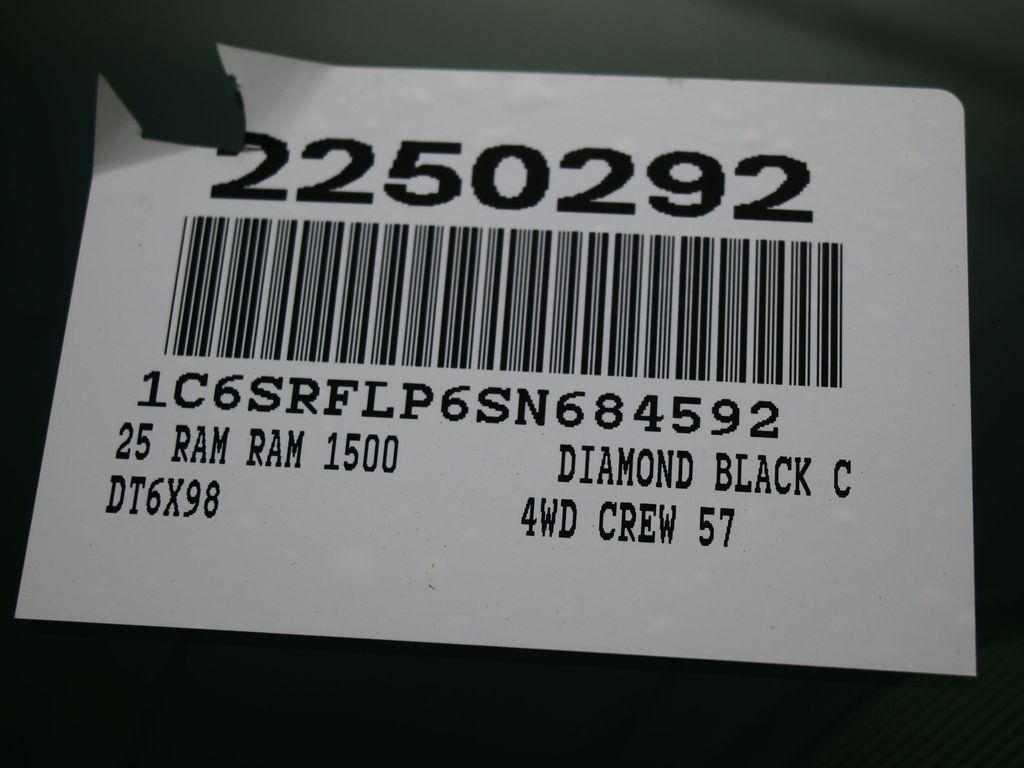 2250292
1C6SRFLP6SN684592
25 RAM RAM 1500 DIAMOND BLACK C
DT6X98 4WD CREW 57